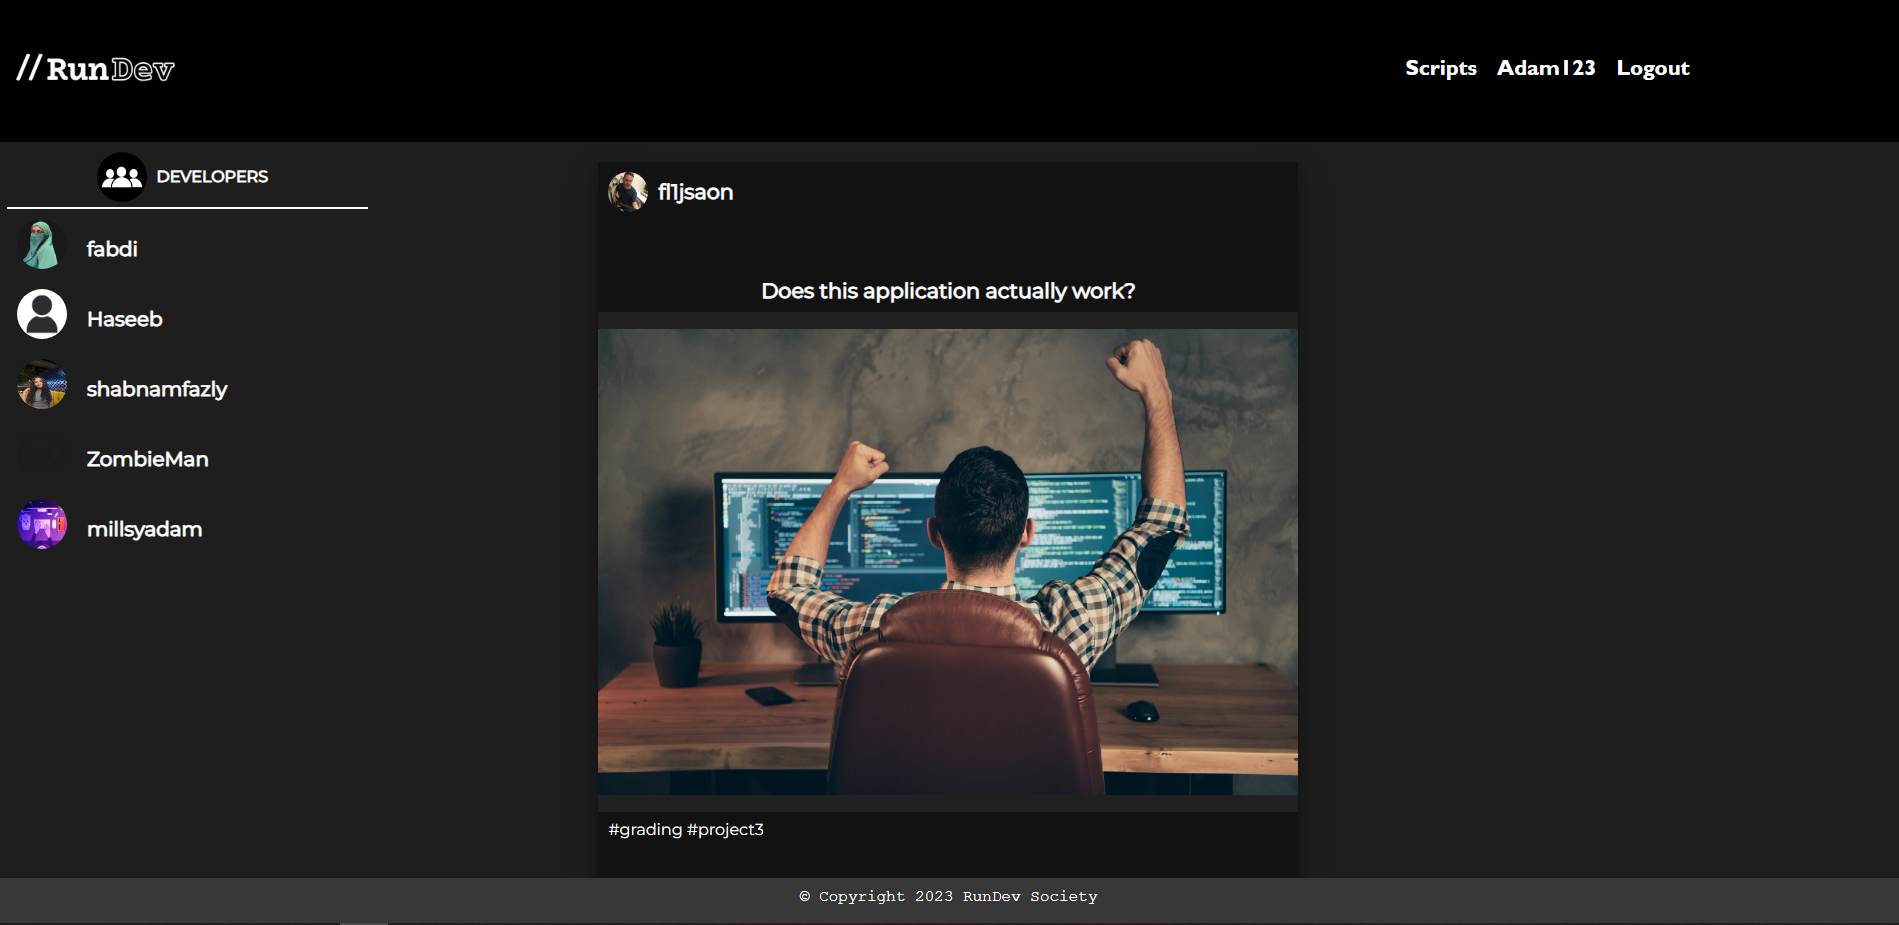 //RunDev
Scripts Adam123 Logout
DEVELOPERS
fabdi
Haseeb
shabnamfazly
ZombieMan
millsyadam
fl1jsaon
Does this application actually work?
#grading #project3
© Copyright 2023 RunDev Society